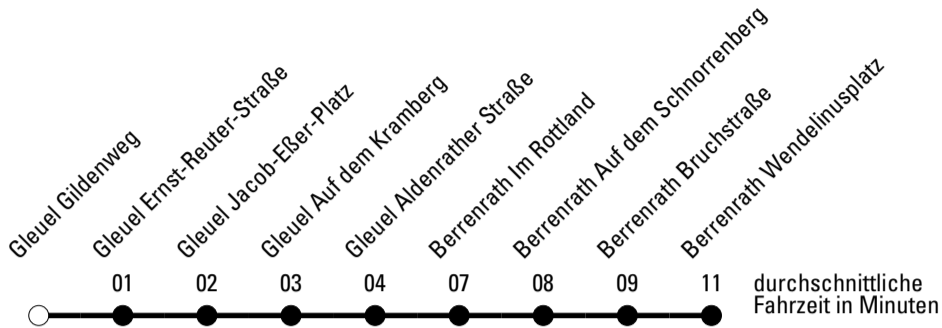 Gleuel Gildenweg
Gleuel Ernst-Reuter-Straße
Gleuel Jacob-Eßer-Platz
Gleuel Auf dem Kramberg
Gleuel Aldenrather Straße
Berrenrath Im Rottland
Berrenrath Auf dem Schnorrenberg
Berrenrath Bruchstraße
Berrenrath Wendelinusplatz
01 02 03 04 07 08 09 11
durchschnittliche
Fahrzeit in Minuten